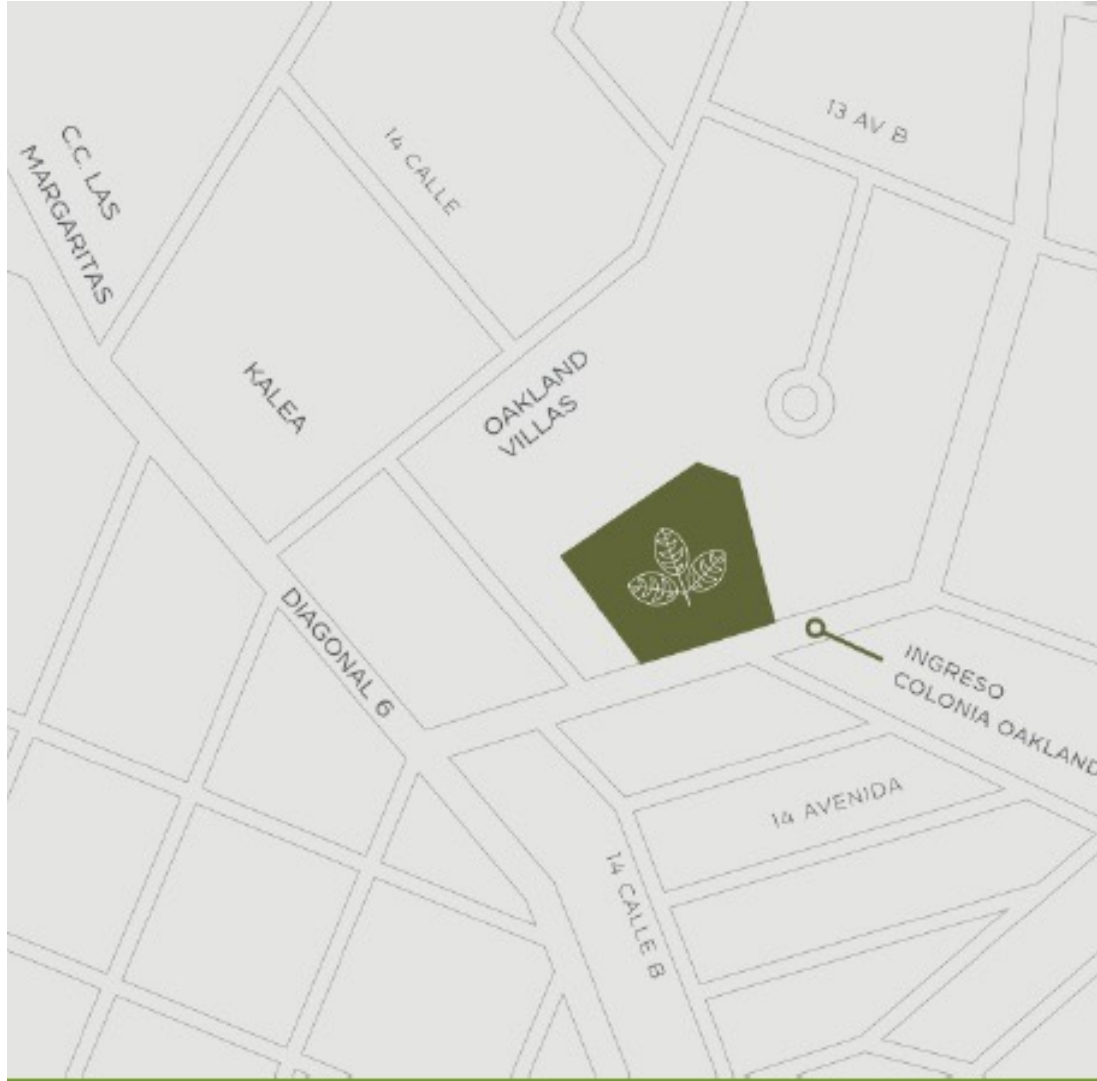 13 AV B
C.C. LAS
MARGARITAS
14 CALLE
KALEA
OAKLAND
VILLAS
DIAGONAL 6
INGRESO
COLONIA OAKLAND
14 AVENIDA
14 CALLE B